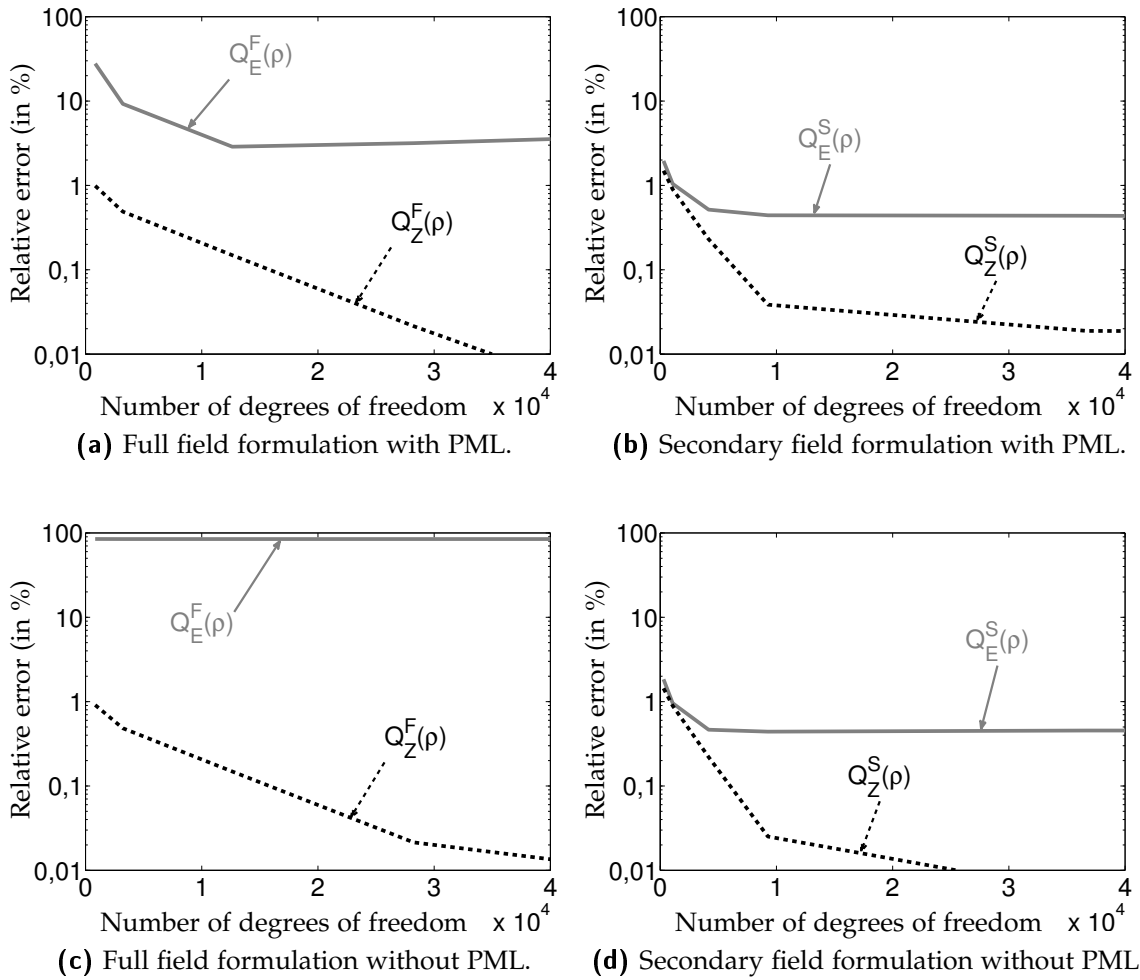 100
10
1
0,1
0,01
Relative error (in %)
Q_E^F(ρ)
Q_Z^F(ρ)
0 1 2 3 4
Number of degrees of freedom x 10^4
(a) Full field formulation with PML.
100
10
1
0,1
0,01
Relative error (in %)
Q_E^S(ρ)
Q_Z^S(ρ)
0 1 2 3 4
Number of degrees of freedom x 10^4
(b) Secondary field formulation with PML.
100
10
1
0,1
0,01
Relative error (in %)
Q_E^F(ρ)
Q_Z^F(ρ)
0 1 2 3 4
Number of degrees of freedom x 10^4
(c) Full field formulation without PML.
100
10
1
0,1
0,01
Relative error (in %)
Q_E^S(ρ)
Q_Z^S(ρ)
0 1 2 3 4
Number of degrees of freedom x 10^4
(d) Secondary field formulation without PML